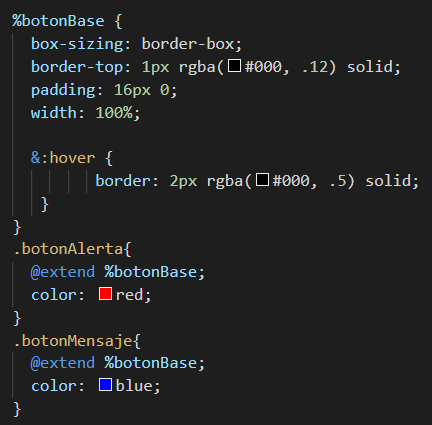 %botonBase {
box-sizing: border-box;
border-top: 1px rgba(#000, .12) solid;
padding: 16px 0;
width: 100%;
&:hover {
border: 2px rgba(#000, .5) solid;
}
}
.botonAlerta{
@extend %botonBase;
color: red;
}
.botonMensaje{
@extend %botonBase;
color: blue;
}